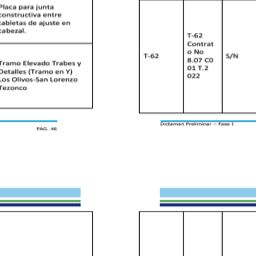 Placa para junta
constructiva entre
tabletas de ajuste en
cabezal.
Tramo Elevado Trabes y
Detalles (Tramo en Y)
Los Olivos-San Lorenzo
Tezonco
PAG. 46
T-62
T-62
Contrat
o No
8.07 C0
01 T.2
022
S/N
Dictamen Preliminar – Fase I